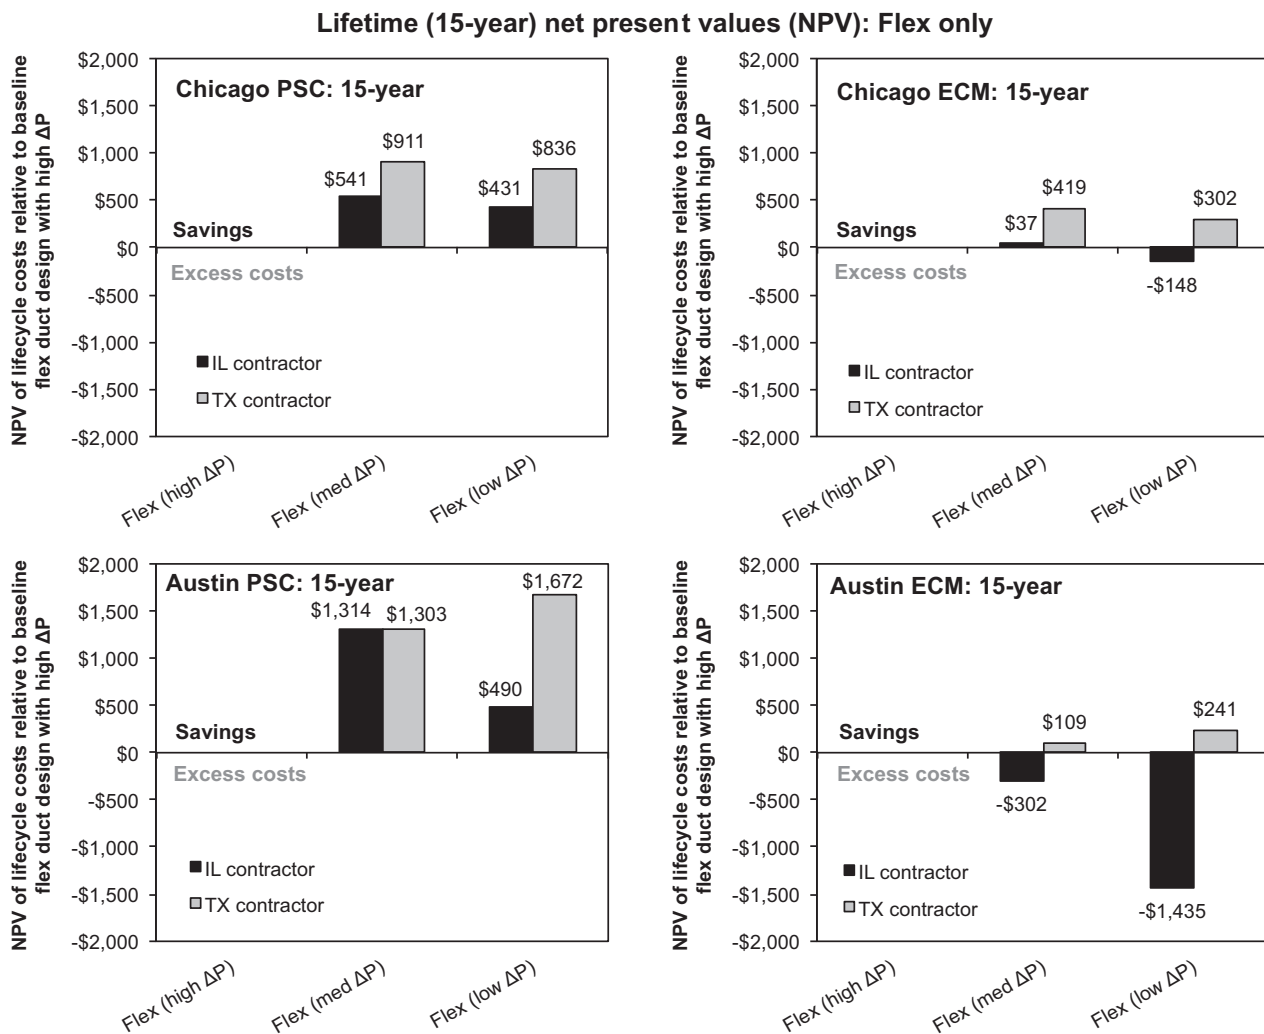 Lifetime (15-year) net present values (NPV): Flex only
NPV of lifecycle costs relative to baseline
flex duct design with high ΔP
$2,000
$1,500
$1,000
$500
$0
-$500
-$1,000
-$1,500
-$2,000
Chicago PSC: 15-year
$541
$911
$431
$836
Savings
Excess costs
IL contractor
TX contractor
Flex (high ΔP)
Flex (med ΔP)
Flex (low ΔP)
NPV of lifecycle costs relative to baseline
flex duct design with high ΔP
$2,000
$1,500
$1,000
$500
$0
-$500
-$1,000
-$1,500
-$2,000
Chicago ECM: 15-year
$37
$419
$302
-$148
Savings
Excess costs
IL contractor
TX contractor
Flex (high ΔP)
Flex (med ΔP)
Flex (low ΔP)
NPV of lifecycle costs relative to baseline
flex duct design with high ΔP
$2,000
$1,500
$1,000
$500
$0
-$500
-$1,000
-$1,500
-$2,000
Austin PSC: 15-year
$1,314
$1,303
$490
$1,672
Savings
Excess costs
IL contractor
TX contractor
Flex (high ΔP)
Flex (med ΔP)
Flex (low ΔP)
NPV of lifecycle costs relative to baseline
flex duct design with high ΔP
$2,000
$1,500
$1,000
$500
$0
-$500
-$1,000
-$1,500
-$2,000
Austin ECM: 15-year
$109
$241
-$302
-$1,435
Savings
Excess costs
IL contractor
TX contractor
Flex (high ΔP)
Flex (med ΔP)
Flex (low ΔP)